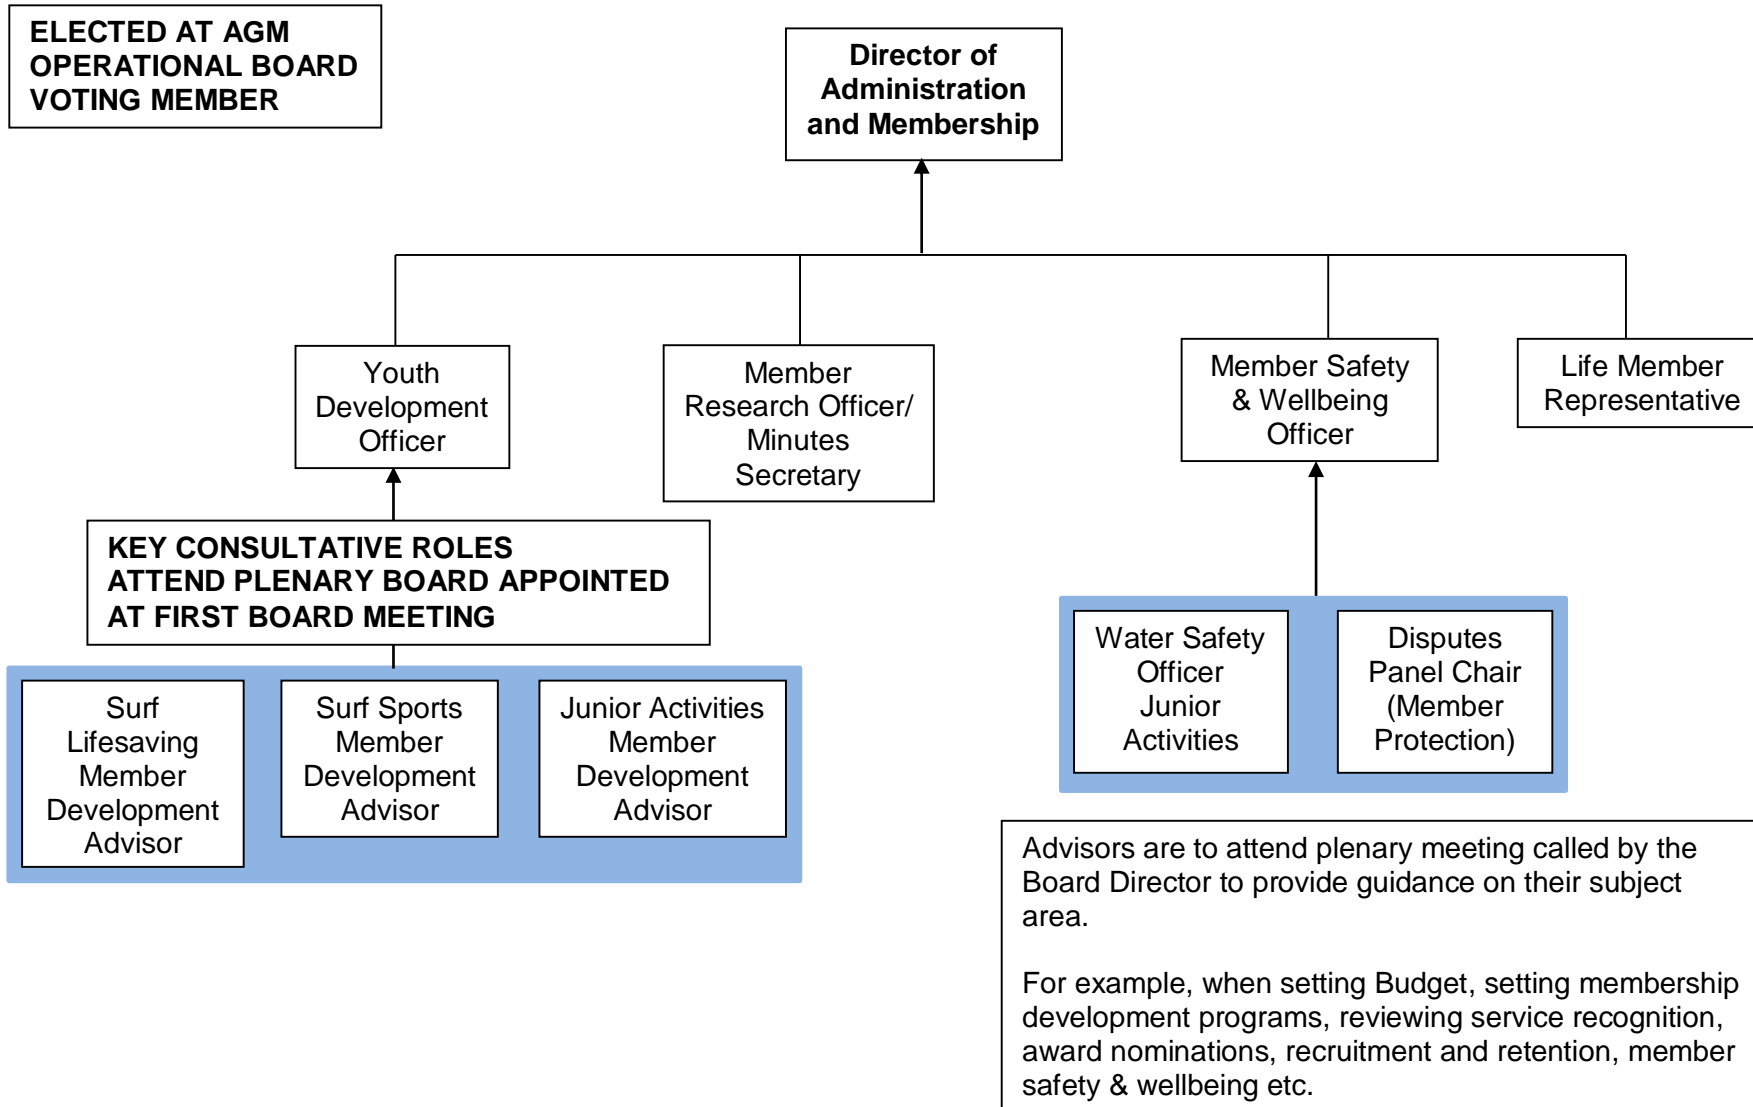 ELECTED AT AGM
OPERATIONAL BOARD
VOTING MEMBER
Director of
Administration
and Membership
Youth
Development
Officer
Member
Research Officer/
Minutes
Secretary
Member Safety
& Wellbeing
Officer
Life Member
Representative
KEY CONSULTATIVE ROLES
ATTEND PLENARY BOARD APPOINTED
AT FIRST BOARD MEETING
Surf
Lifesaving
Member
Development
Advisor
Surf Sports
Member
Development
Advisor
Junior Activities
Member
Development
Advisor
Water Safety
Officer
Junior
Activities
Disputes
Panel Chair
(Member
Protection)
Advisors are to attend plenary meeting called by the
Board Director to provide guidance on their subject
area.
For example, when setting Budget, setting membership
development programs, reviewing service recognition,
award nominations, recruitment and retention, member
safety & wellbeing etc.